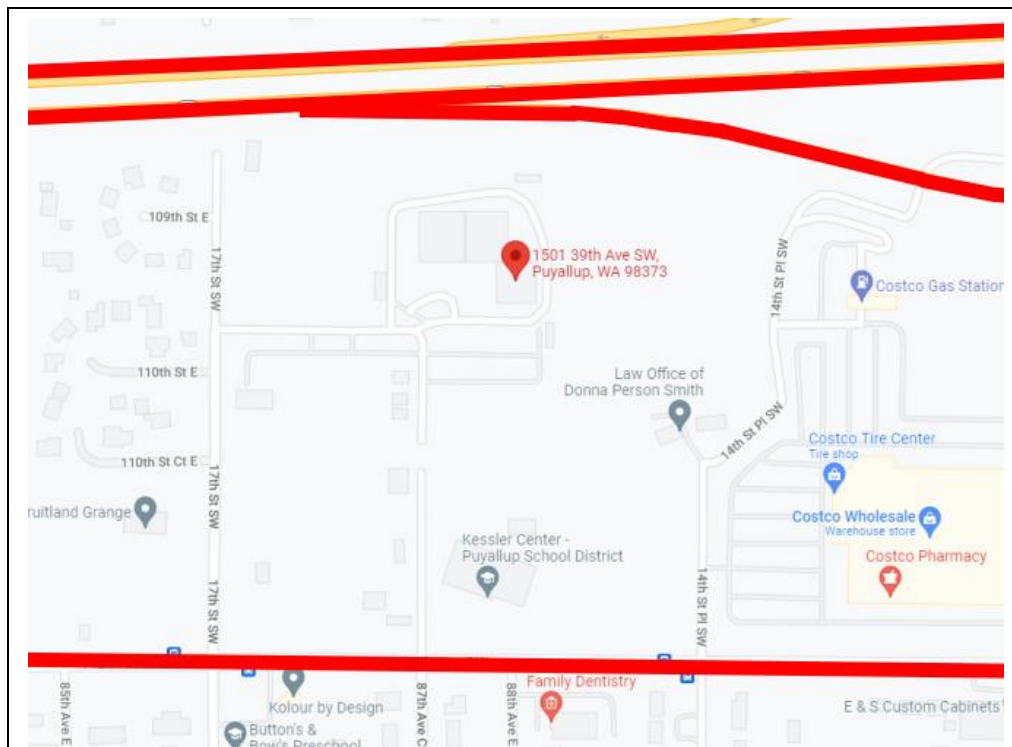 109th St E
17th St SW
1501 39th Ave SW,
Puyallup, WA 98373
14th St Pl SW
Costco Gas Station
110th St E
Law Office of
Donna Person Smith
14th St Pl SW
110th St Ct E
Costco Tire Center
Tire shop
17th St SW
ruitland Grange
Costco Wholesale
Warehouse store
Kessler Center -
Puyallup School District
Costco Pharmacy
17th St SW
14th St Pl SW
85th Ave E
Kolour by Design
87th Ave C
88th Ave E
Family Dentistry
E & S Custom Cabinets
Button's &
Bow's Preschool